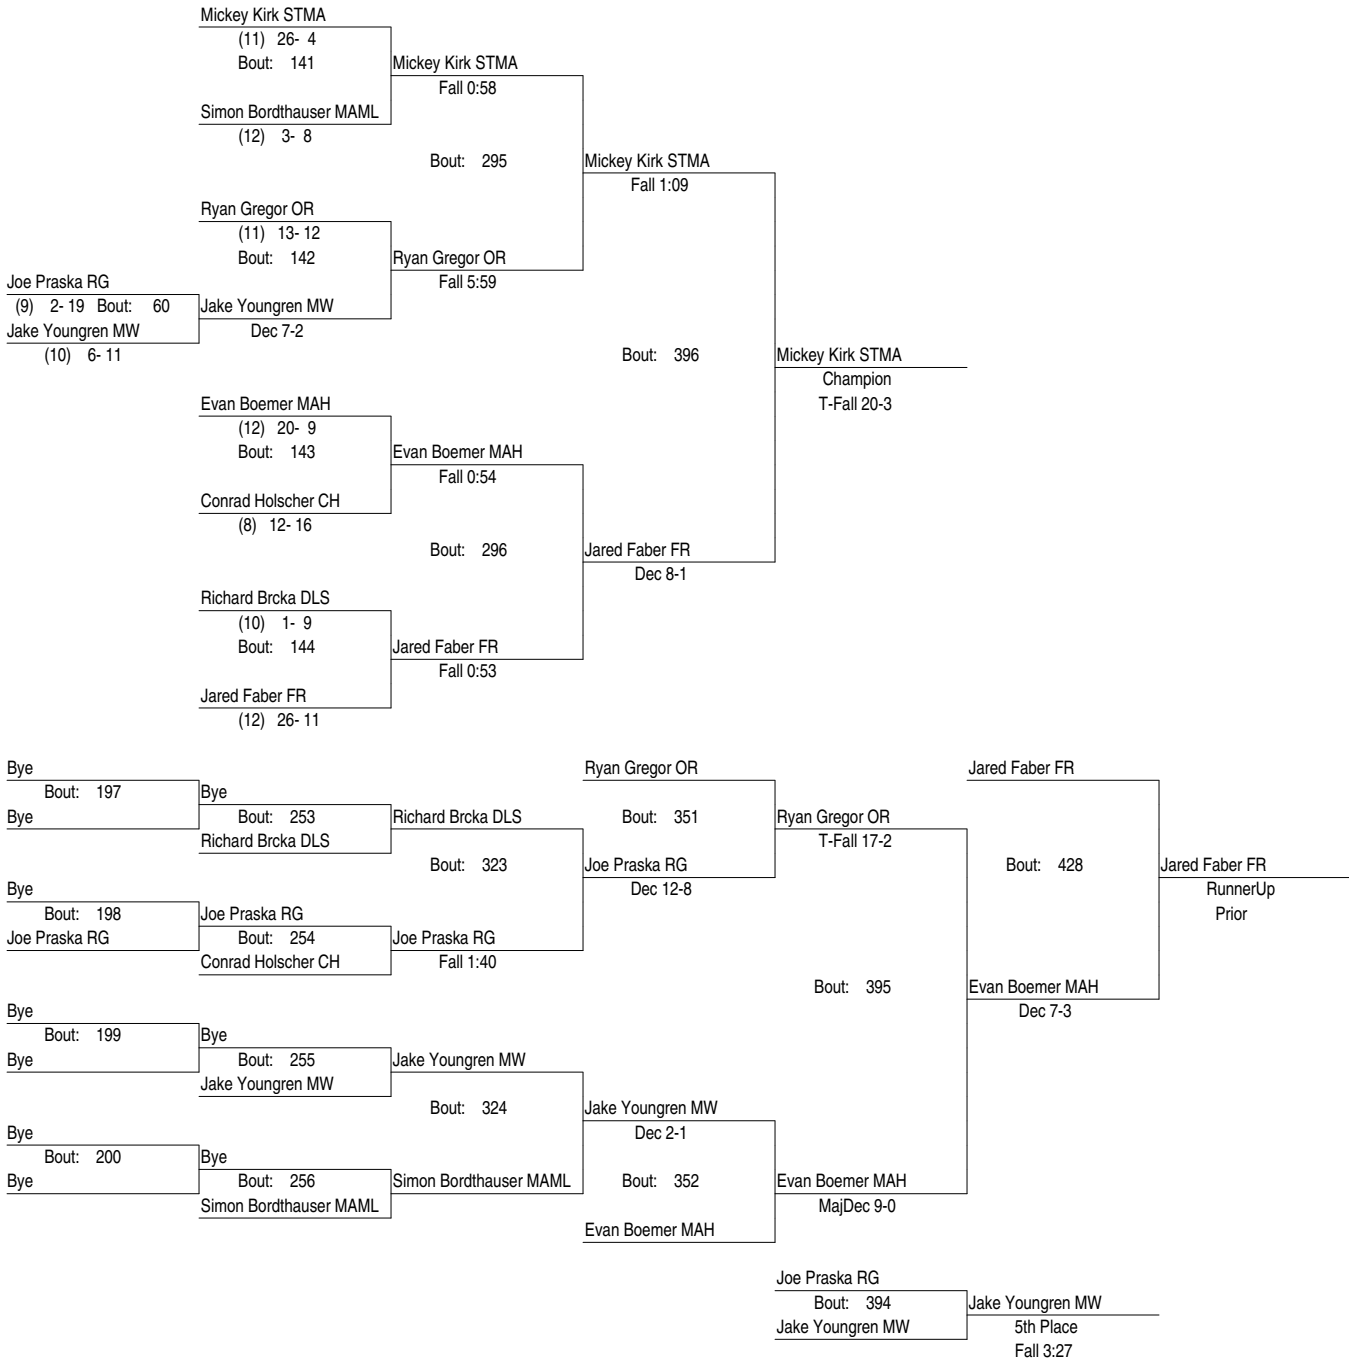 Mickey Kirk STMA
(11) 26- 4
Bout: 141
Mickey Kirk STMA
Fall 0:58
Simon Bordthauser MAML
(12) 3- 8
Bout: 295
Mickey Kirk STMA
Fall 1:09
Ryan Gregor OR
(11) 13- 12
Bout: 142
Ryan Gregor OR
Fall 5:59
Joe Praska RG
(9) 2- 19 Bout: 60
Jake Youngren MW
(10) 6- 11
Jake Youngren MW
Dec 7-2
Bout: 396
Mickey Kirk STMA
Champion
T-Fall 20-3
Evan Boemer MAH
(12) 20- 9
Bout: 143
Evan Boemer MAH
Fall 0:54
Conrad Holscher CH
(8) 12- 16
Bout: 296
Jared Faber FR
Dec 8-1
Richard Brcka DLS
(10) 1- 9
Bout: 144
Jared Faber FR
Fall 0:53
Jared Faber FR
(12) 26- 11
Bye
Bout: 197
Bye
Bye
Bout: 253
Richard Brcka DLS
Richard Brcka DLS
Bout: 323
Bye
Bout: 198
Joe Praska RG
Joe Praska RG
Bout: 254
Conrad Holscher CH
Joe Praska RG
Fall 1:40
Ryan Gregor OR
Bout: 351
Joe Praska RG
Dec 12-8
Ryan Gregor OR
T-Fall 17-2
Jared Faber FR
Bout: 428
Jared Faber FR
RunnerUp
Prior
Bout: 395
Evan Boemer MAH
Dec 7-3
Bye
Bout: 199
Bye
Bye
Bout: 255
Jake Youngren MW
Jake Youngren MW
Bout: 324
Jake Youngren MW
Dec 2-1
Bye
Bout: 200
Bye
Bye
Bout: 256
Simon Bordthauser MAML
Simon Bordthauser MAML
Bout: 352
Evan Boemer MAH
MajDec 9-0
Evan Boemer MAH
Joe Praska RG
Bout: 394
Jake Youngren MW
Jake Youngren MW
5th Place
Fall 3:27